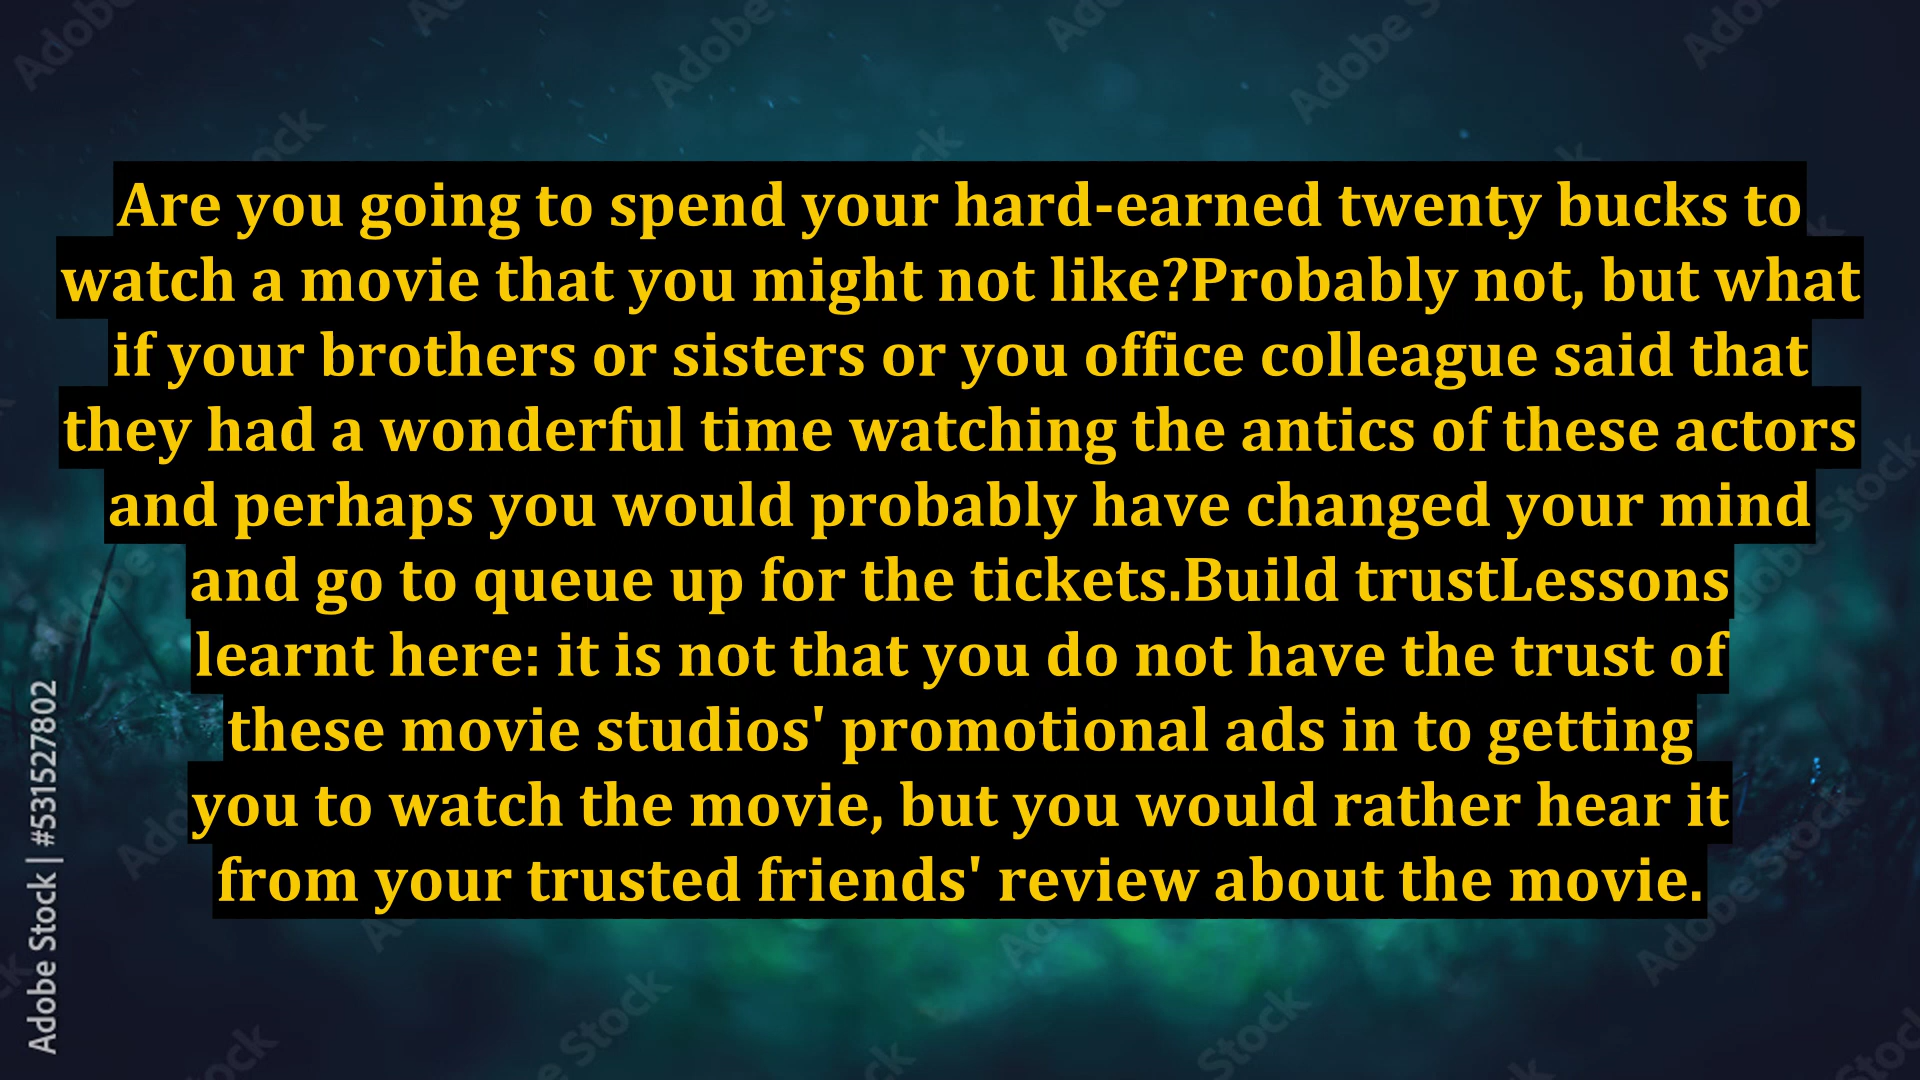 Are you going to spend your hard-earned twenty bucks to
watch a movie that you might not like?Probably not, but what
if your brothers or sisters or you office colleague said that
they had a wonderful time watching the antics of these actors
and perhaps you would probably have changed your mind
and go to queue up for the tickets.Build trustLessons
learnt here: it is not that you do not have the trust of
these movie studios' promotional ads in to getting
you to watch the movie, but you would rather hear it
from your trusted friends' review about the movie.
Adobe Stock | #531527802